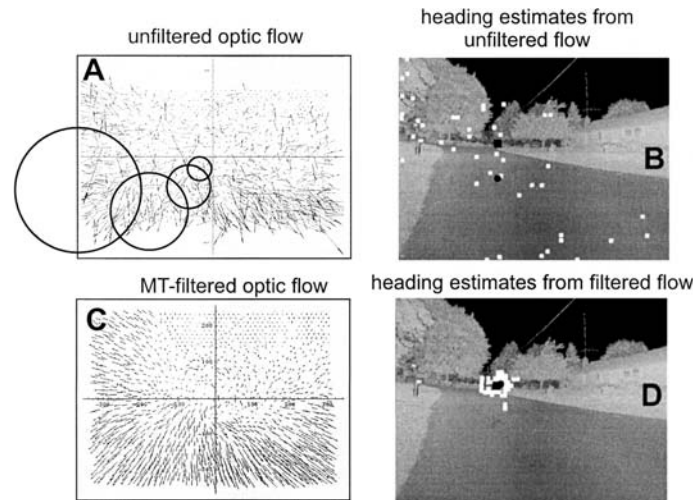 unfiltered optic flow
heading estimates from
unfiltered flow
A
B
MT-filtered optic flow
heading estimates from filtered flow
C
D